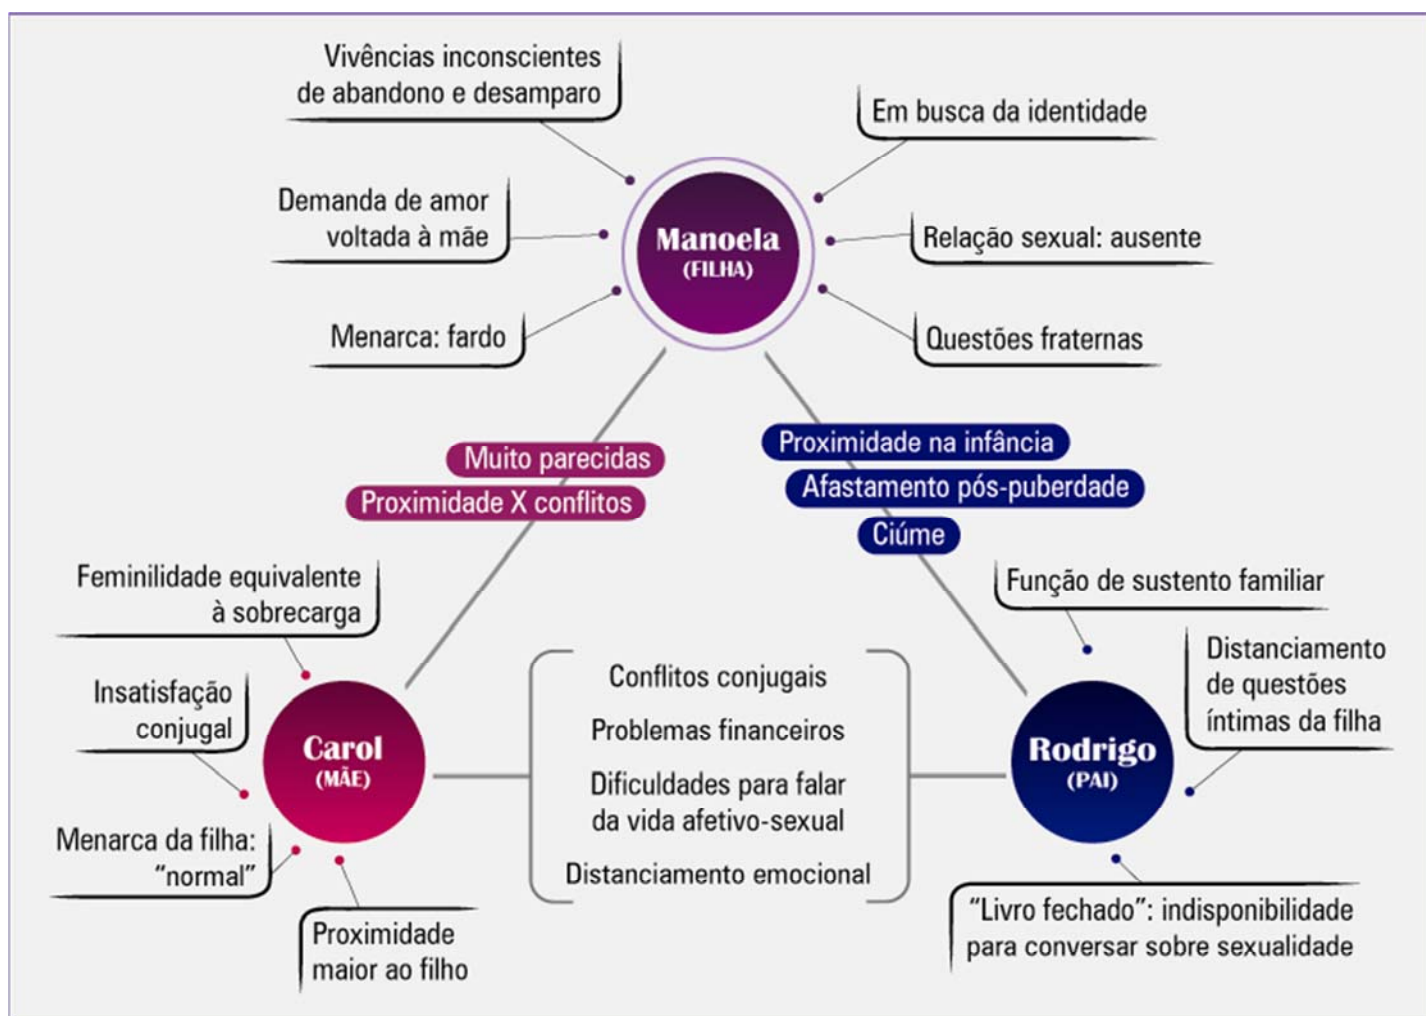 Vivências inconscientes
de abandono e desamparo
Em busca da identidade
Demanda de amor
voltada à mãe
Manoela
(FILHA)
Relação sexual: ausente
Menarca: fardo
Questões fraternas
Muito parecidas
Proximidade X conflitos
Proximidade na infância
Afastamento pós-puberdade
Ciúme
Feminilidade equivalente
à sobrecarga
Insatisfação
conjugal
Carol
(MÃE)
Menarca da filha:
“normal”
Proximidade
maior ao filho
Conflitos conjugais
Problemas financeiros
Dificuldades para falar
da vida afetivo-sexual
Distanciamento emocional
Função de sustento familiar
Distanciamento
de questões
íntimas da filha
Rodrigo
(PAI)
“Livro fechado”: indisponibilidade
para conversar sobre sexualidade